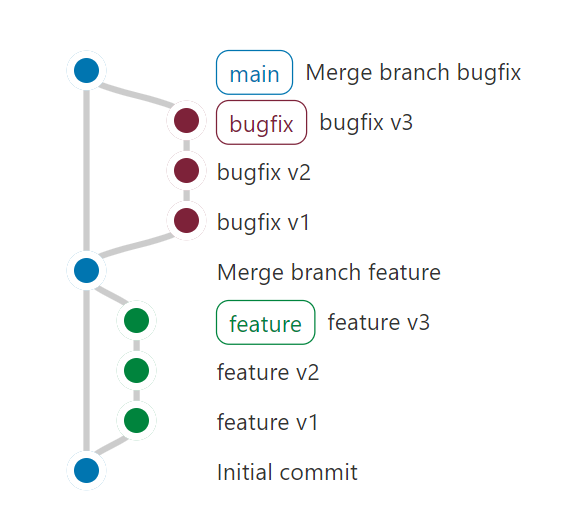 main Merge branch bugfix
bugfix bugfix v3
bugfix v2
bugfix v1
Merge branch feature
feature feature v3
feature v2
feature v1
Initial commit